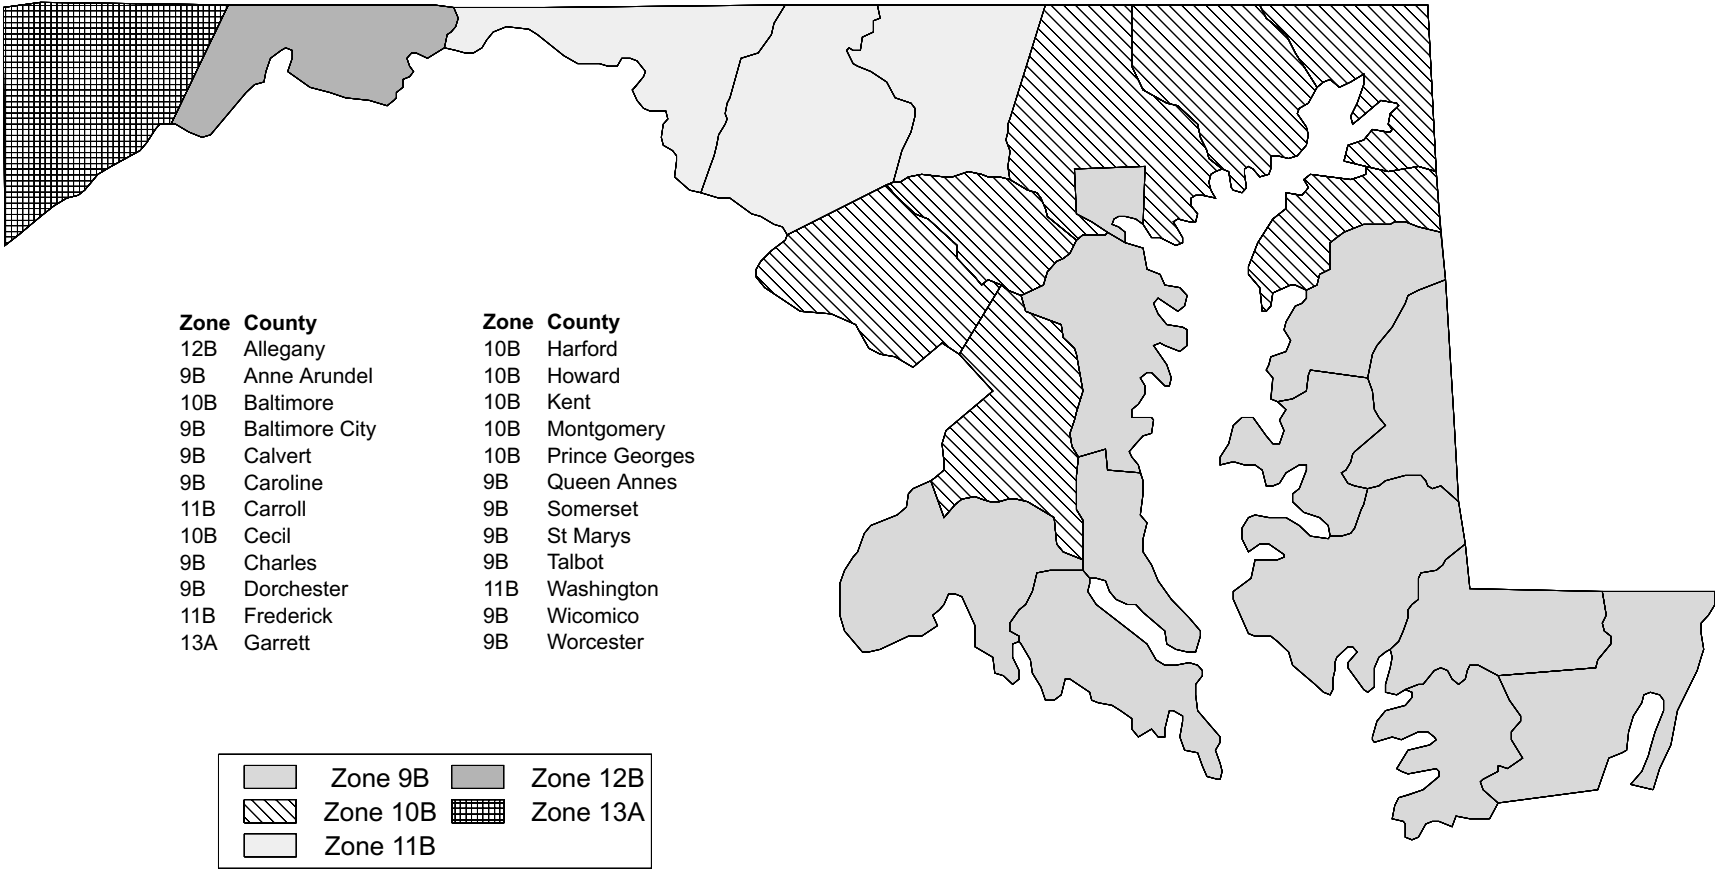 Zone County
12B Allegany
9B Anne Arundel
10B Baltimore
9B Baltimore City
9B Calvert
9B Caroline
11B Carroll
10B Cecil
9B Charles
9B Dorchester
11B Frederick
13A Garrett
Zone County
10B Harford
10B Howard
10B Kent
10B Montgomery
10B Prince Georges
9B Queen Annes
9B Somerset
9B St Marys
9B Talbot
11B Washington
9B Wicomico
9B Worcester
Zone 9B
Zone 10B
Zone 11B
Zone 12B
Zone 13A